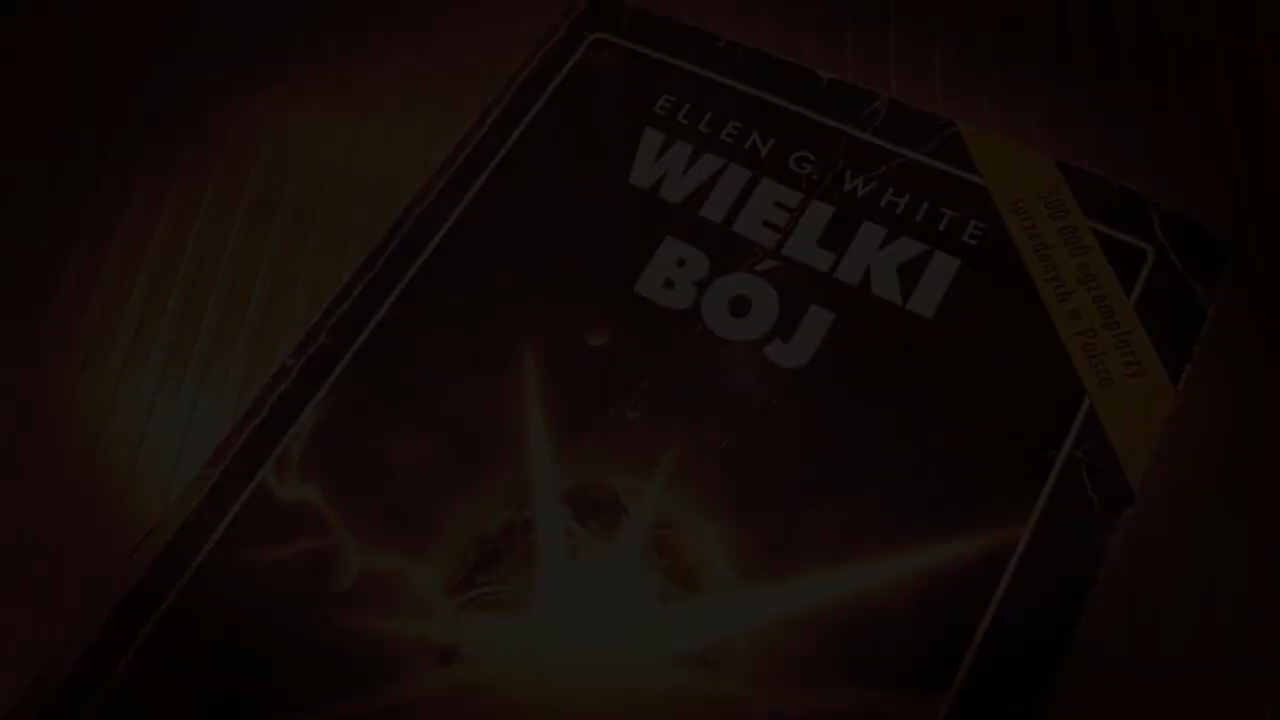 ELLEN G. WHITE
WIELKI
BÓJ
300 000 egzemplarzy
sprzedanych w Polsce